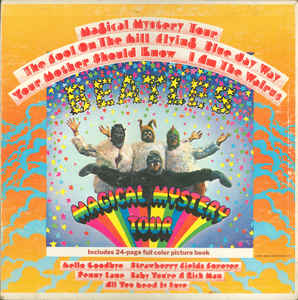 Magical Mystery Tour
The Fool On The Hill Flying Blue Jay Way
Your Mother Should Know I Am The Walrus
BEATLES
MAGICAL MYSTERY
TOUR
Includes 24-page full color picture book
Hello Goodbye Strawberry Fields Forever
Penny Lane Baby You're A Rich Man
All You Need Is Love